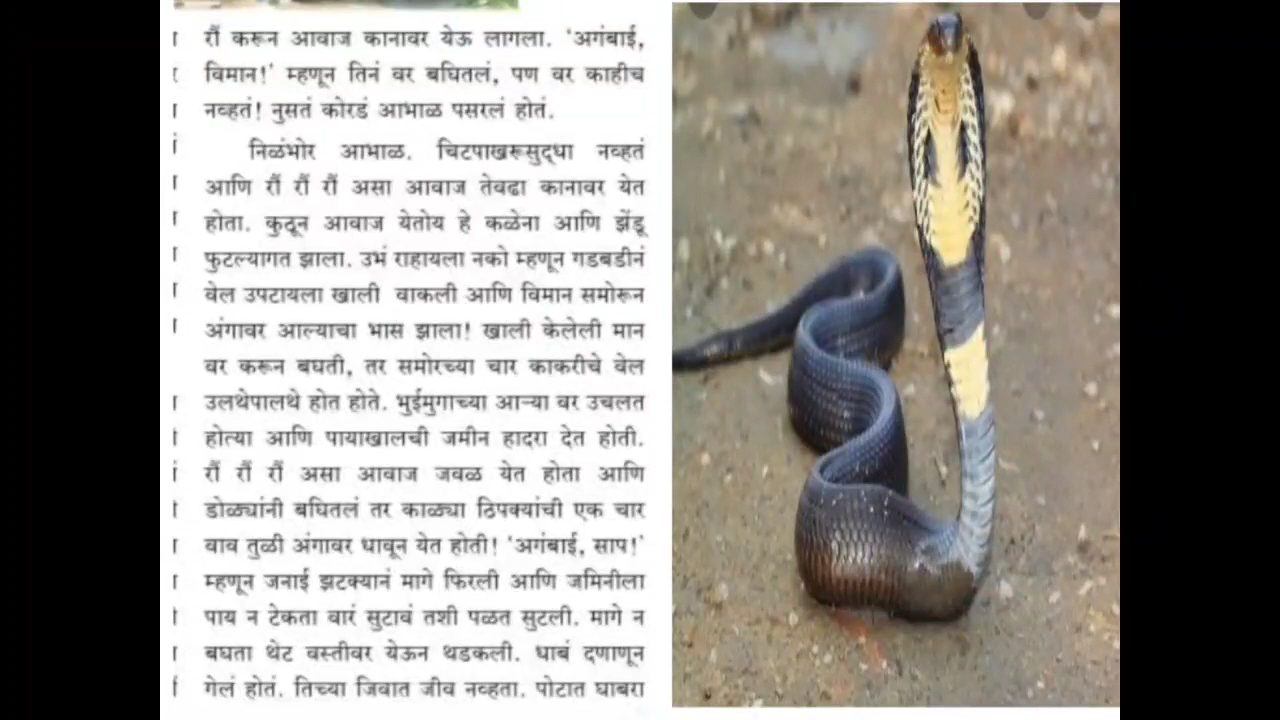 रौं करून आवाज कानावर येऊ लागला. 'अगंबाई,
विमान!' म्हणून तिनं वर बघितलं, पण वर काहीच
नव्हतं! नुसतं कोरडं आभाळ पसरलं होतं.
निळंभोर आभाळ. चिटपाखरूसुद्धा नव्हतं
आणि रौं रौं रौं असा आवाज तेवढा कानावर येत
होता. कुठून आवाज येतोय हे कळेना आणि झेंडू
फुटल्यागत झाला. उभं राहायला नको म्हणून गडबडीनं
वेल उपटायला खाली वाकली आणि विमान समोरून
अंगावर आल्याचा भास झाला! खाली केलेली मान
वर करून बघती, तर समोरच्या चार काकरीचे वेल
उलथेपालथे होत होते. भुईमुगाच्या आऱ्या वर उचलत
होत्या आणि पायाखालची जमीन हादरा देत होती.
रौं रौं रौं असा आवाज जवळ येत होता आणि
डोळ्यांनी बघितलं तर काळ्या ठिपक्यांची एक चार
वाव तुळी अंगावर धावून येत होती! 'अगंबाई, साप!'
म्हणून जनाई झटक्यानं मागे फिरली आणि जमिनीला
पाय न टेकता वारं सुटावं तशी पळत सुटली. मागे न
बघता थेट वस्तीवर येऊन थडकली. धाबं दणाणून
गेलं होतं. तिच्या जिवात जीव नव्हता. पोटात घाबरा